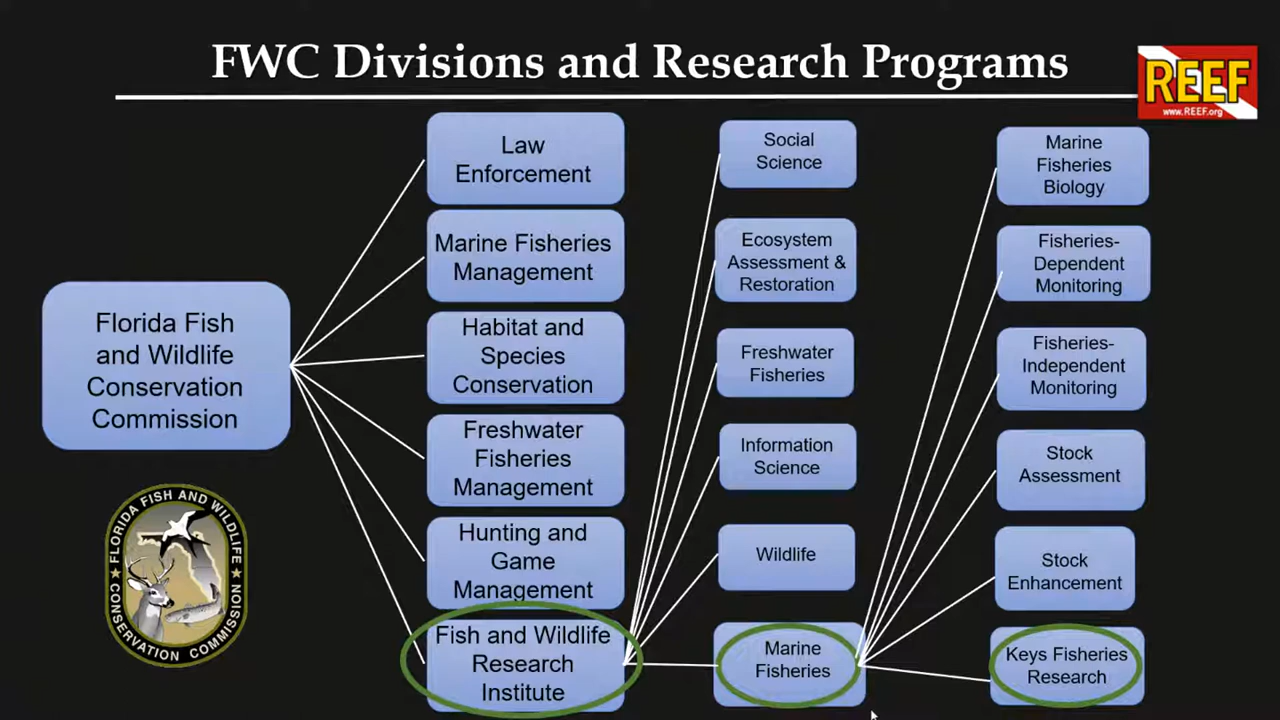 FWC Divisions and Research Programs
REEF
www.REEF.org
Florida Fish
and Wildlife
Conservation
Commission
Law
Enforcement
Marine Fisheries
Management
Habitat and
Species
Conservation
Freshwater
Fisheries
Management
Hunting and
Game
Management
Fish and Wildlife
Research
Institute
Social
Science
Ecosystem
Assessment &
Restoration
Freshwater
Fisheries
Information
Science
Wildlife
Marine
Fisheries
Marine
Fisheries
Biology
Fisheries-
Dependent
Monitoring
Fisheries-
Independent
Monitoring
Stock
Assessment
Stock
Enhancement
Keys Fisheries
Research
FLORIDA FISH AND WILDLIFE
CONSERVATION COMMISSION